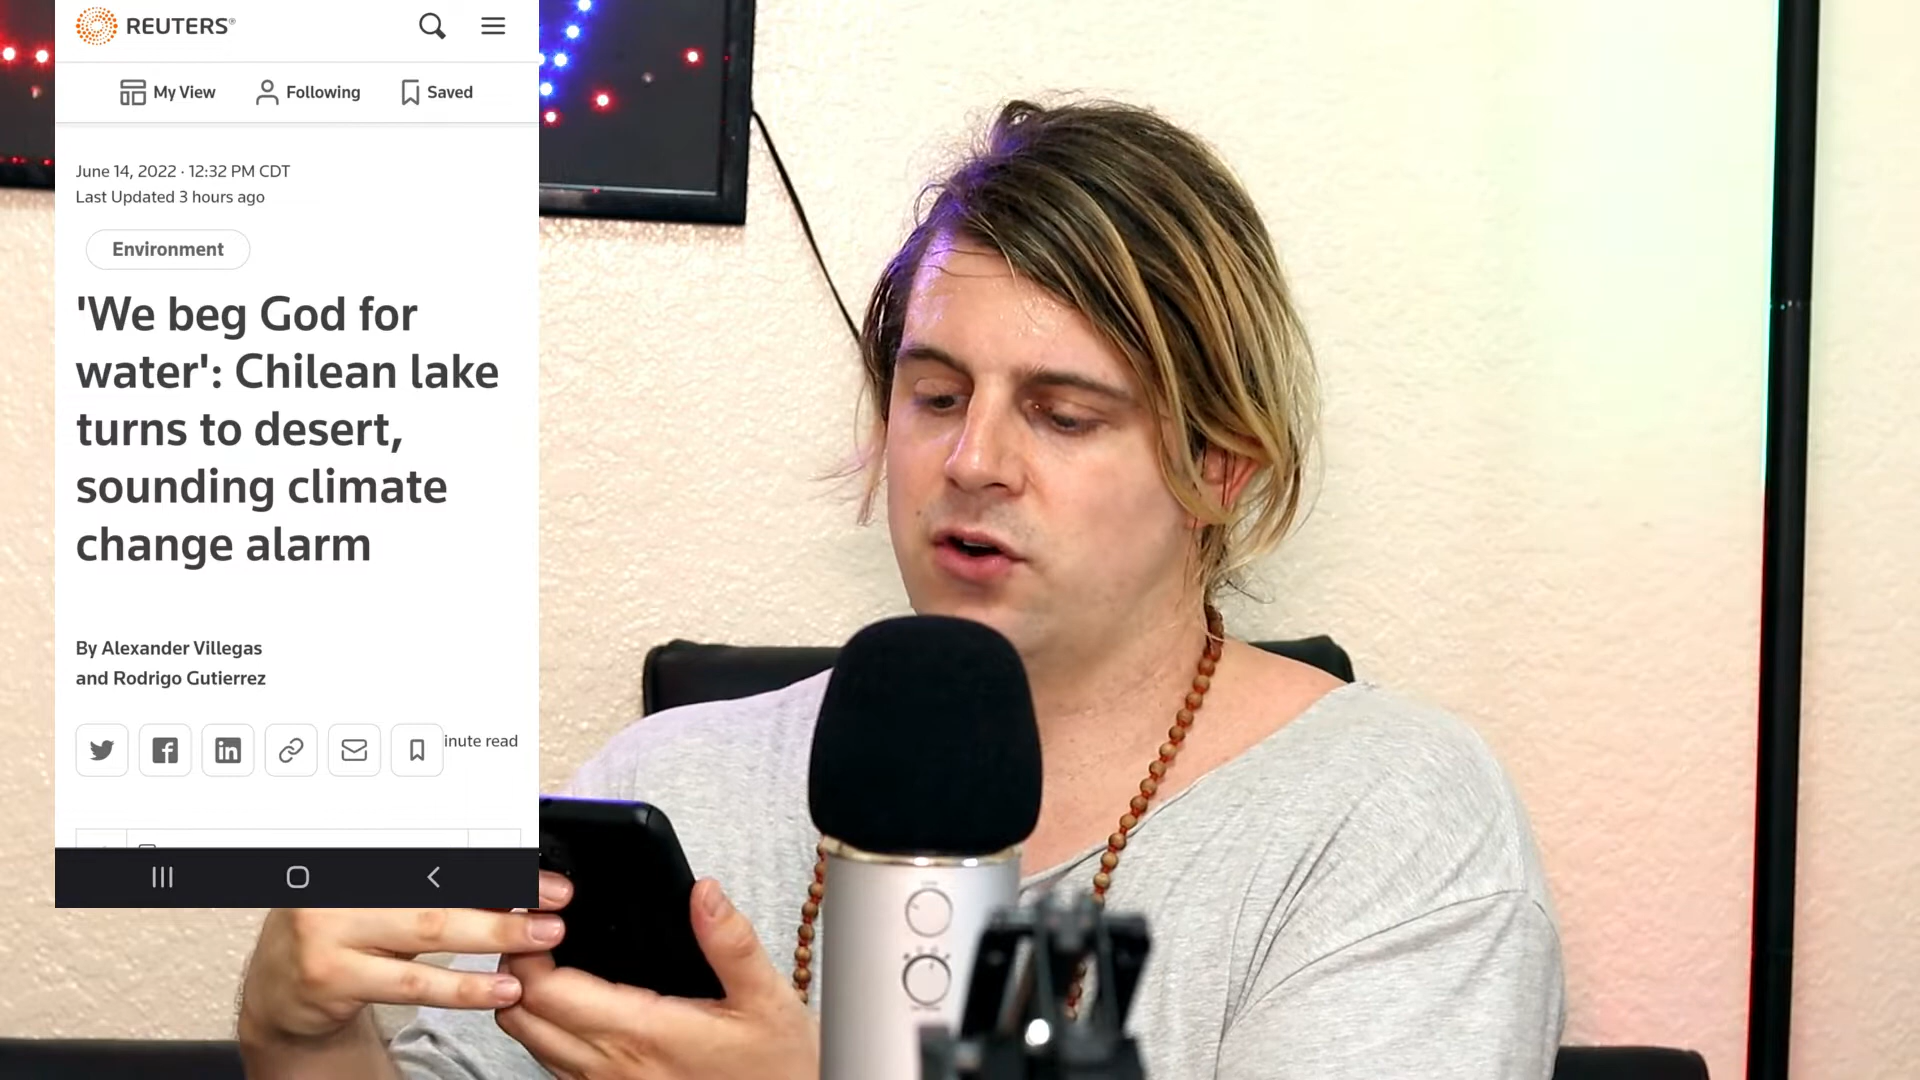 REUTERS®
My View Following Saved
June 14, 2022 · 12:32 PM CDT
Last Updated 3 hours ago
Environment
'We beg God for
water': Chilean lake
turns to desert,
sounding climate
change alarm
By Alexander Villegas
and Rodrigo Gutierrez
inute read